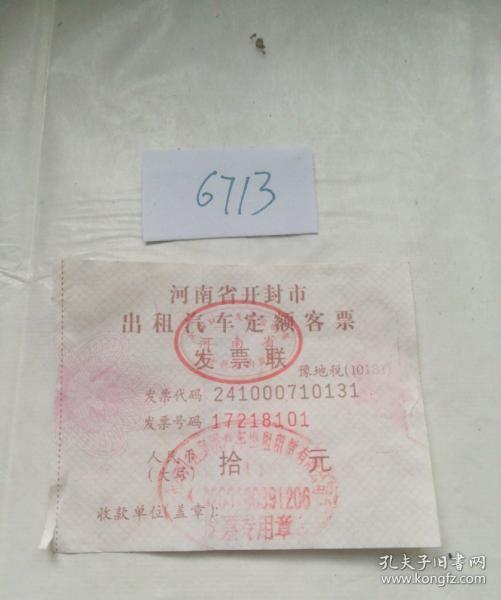 6713
河南省开封市
出租汽车定额客票
河南省
发票联
豫地税(10131)
发票代码 241000710131
发票号码 17218101
人民币
(大写)
拾 元
收款单位(盖章):
发票专用章
孔夫子旧书网
www.kongfz.com